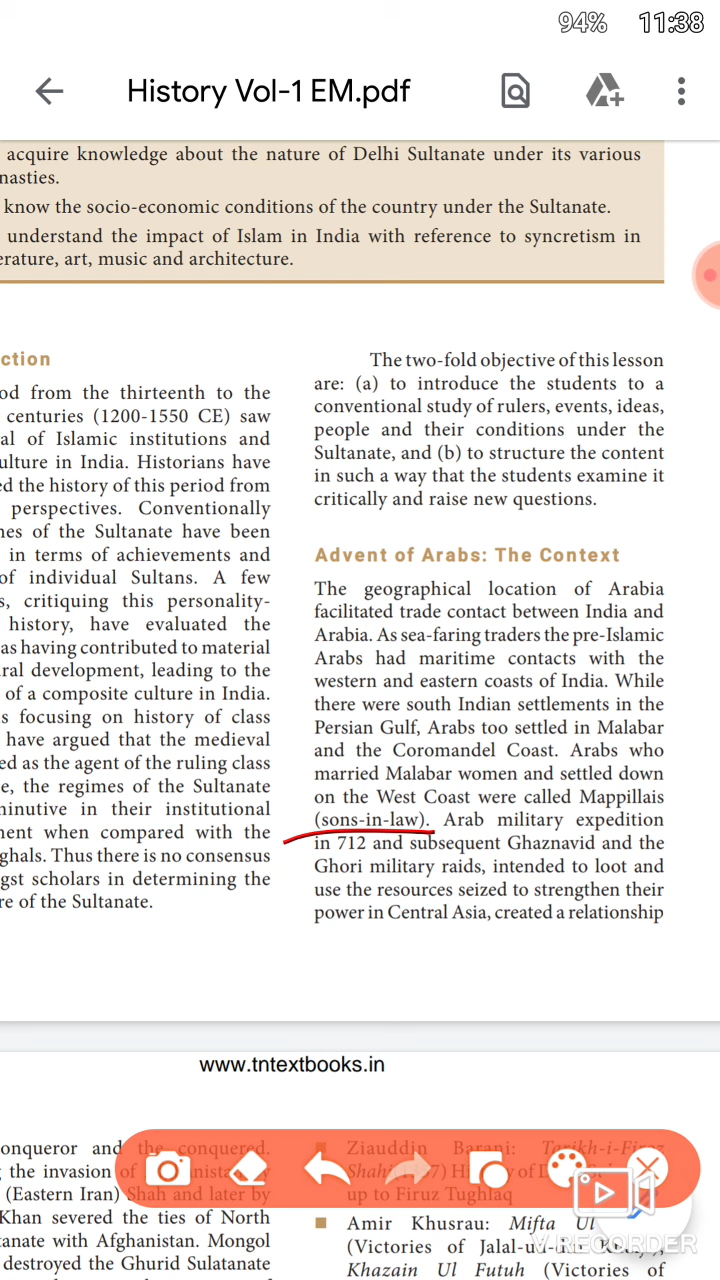 94% 11:38
History Vol-1 EM.pdf
acquire knowledge about the nature of Delhi Sultanate under its various
nasties.
know the socio-economic conditions of the country under the Sultanate.
understand the impact of Islam in India with reference to syncretism in
erature, art, music and architecture.
ction
od from the thirteenth to the
centuries (1200-1550 CE) saw
al of Islamic institutions and
ulture in India. Historians have
ed the history of this period from
perspectives. Conventionally
nes of the Sultanate have been
in terms of achievements and
of individual Sultans. A few
s, critiquing this personality-
history, have evaluated the
as having contributed to material
ral development, leading to the
of a composite culture in India.
s focusing on history of class
have argued that the medieval
ed as the agent of the ruling class
e, the regimes of the Sultanate
minutive in their institutional
nent when compared with the
ghals. Thus there is no consensus
gst scholars in determining the
re of the Sultanate.
The two-fold objective of this lesson
are: (a) to introduce the students to a
conventional study of rulers, events, ideas,
people and their conditions under the
Sultanate, and (b) to structure the content
in such a way that the students examine it
critically and raise new questions.
Advent of Arabs: The Context
The geographical location of Arabia
facilitated trade contact between India and
Arabia. As sea-faring traders the pre-Islamic
Arabs had maritime contacts with the
western and eastern coasts of India. While
there were south Indian settlements in the
Persian Gulf, Arabs too settled in Malabar
and the Coromandel Coast. Arabs who
married Malabar women and settled down
on the West Coast were called Mappillais
(sons-in-law). Arab military expedition
in 712 and subsequent Ghaznavid and the
Ghori military raids, intended to loot and
use the resources seized to strengthen their
power in Central Asia, created a relationship
www.tntextbooks.in
onqueror and the conquered.
g the invasion of
(Eastern Iran) Shah and later by
Khan severed the ties of North
tanate with Afghanistan. Mongol
destroyed the Ghurid Sulatanate
Ziauddin Barani: Tarikh-i-Firoz
Shahi
up to Firuz Tughlaq
Amir Khusrau: Mifta Ul
(Victories of
Khazain Ul Futuh (Victories of
V RECORDER